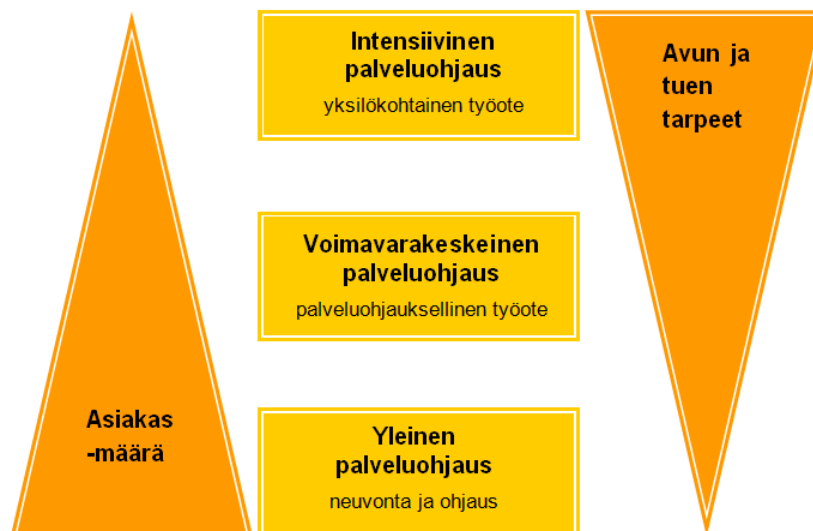 Intensiivinen
palveluohjaus
yksilökohtainen työote
Avun ja
tuen
tarpeet
Voimavarakeskeinen
palveluohjaus
palveluohjauksellinen työote
Asiakas
-määrä
Yleinen
palveluohjaus
neuvonta ja ohjaus